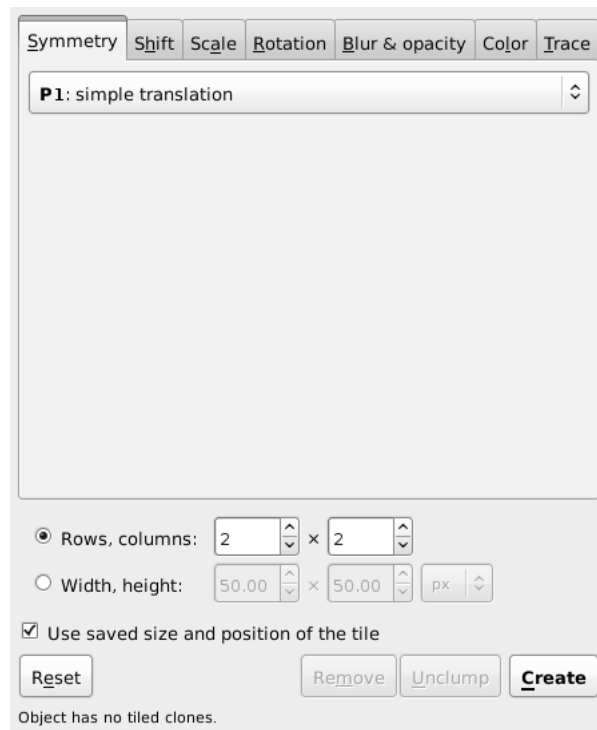 Symmetry Shift Scale Rotation Blur & opacity Color Trace
P1: simple translation
Rows, columns: 2 × 2
Width, height: 50.00 × 50.00 px
Use saved size and position of the tile
Reset Remove Unclump Create
Object has no tiled clones.